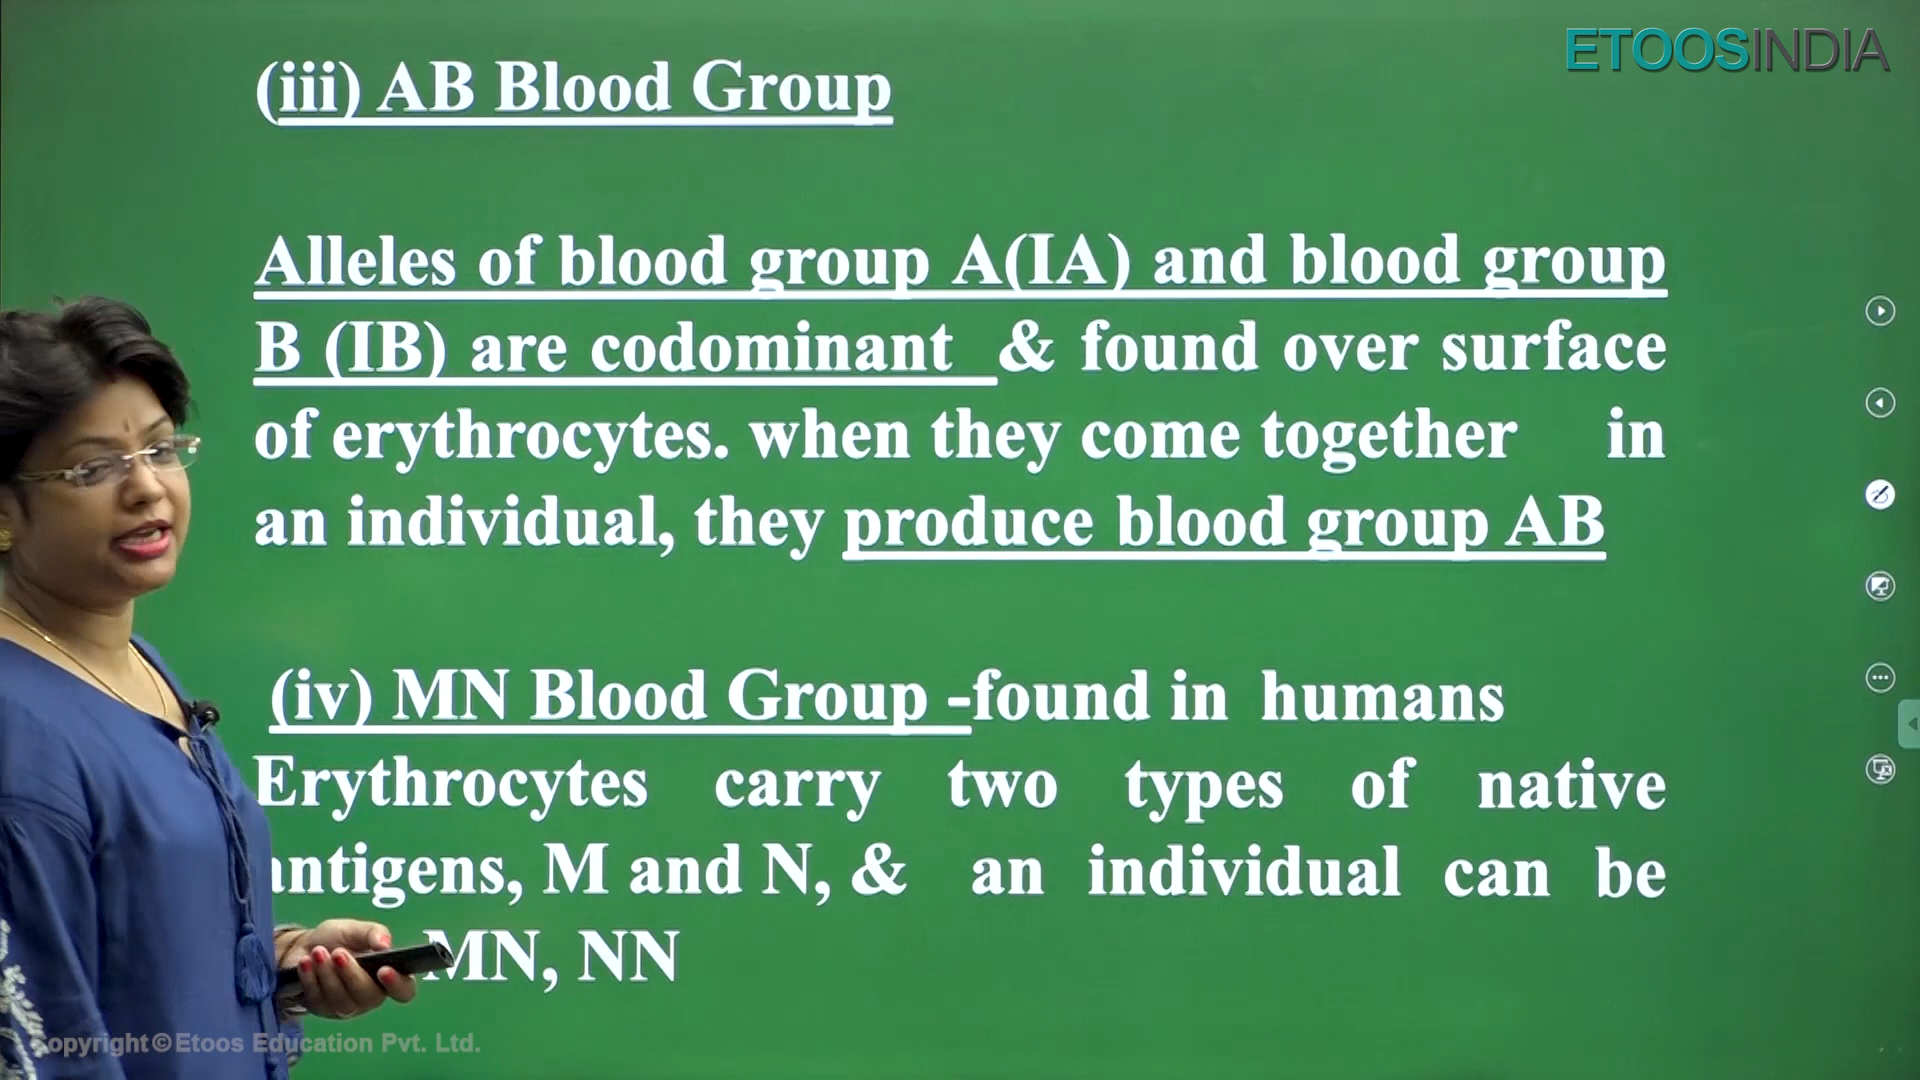 ETOOSINDIA
(iii) AB Blood Group
Alleles of blood group A(IA) and blood group
B (IB) are codominant & found over surface
of erythrocytes. when they come together in
an individual, they produce blood group AB
(iv) MN Blood Group -found in humans
Erythrocytes carry two types of native
antigens, M and N, & an individual can be
MN, NN
Copyright © Etoos Education Pvt. Ltd.